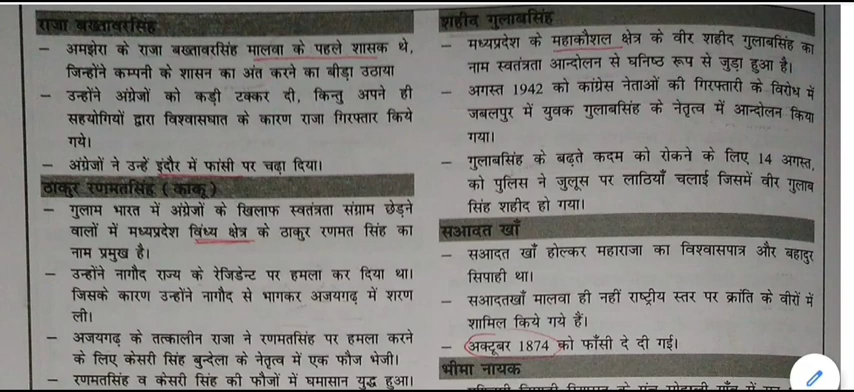 राजा बख्तावरसिंह
– अमझेरा के राजा बख्तावरसिंह मालवा के पहले शासक थे,
जिन्होंने कम्पनी के शासन का अंत करने का बीड़ा उठाया
– उन्होंने अंग्रेजों को कड़ी टक्कर दी, किन्तु अपने ही
सहयोगियों द्वारा विश्वासघात के कारण राजा गिरफ्तार किये
गये।
– अंग्रेजों ने उन्हें इंदौर में फांसी पर चढ़ा दिया।
ठाकुर रणमतसिंह (काकू)
– गुलाम भारत में अंग्रेजों के खिलाफ स्वतंत्रता संग्राम छेड़ने
वालों में मध्यप्रदेश विंध्य क्षेत्र के ठाकुर रणमत सिंह का
नाम प्रमुख है।
– उन्होंने नागौद राज्य के रेजिडेन्ट पर हमला कर दिया था।
जिसके कारण उन्होंने नागौद से भागकर अजयगढ़ में शरण
ली।
– अजयगढ़ के तत्कालीन राजा ने रणमतसिंह पर हमला करने
के लिए केसरी सिंह बुन्देला के नेतृत्व में एक फौज भेजी।
– रणमतसिंह व केसरी सिंह की फौजों में घमासान युद्ध हुआ।
शहीद गुलाबसिंह
– मध्यप्रदेश के महाकौशल क्षेत्र के वीर शहीद गुलाबसिंह का
नाम स्वतंत्रता आन्दोलन से घनिष्ठ रूप से जुड़ा हुआ है।
– अगस्त 1942 को कांग्रेस नेताओं की गिरफ्तारी के विरोध में
जबलपुर में युवक गुलाबसिंह के नेतृत्व में आन्दोलन किया
गया।
– गुलाबसिंह के बढ़ते कदम को रोकने के लिए 14 अगस्त,
को पुलिस ने जुलूस पर लाठियाँ चलाई जिसमें वीर गुलाब
सिंह शहीद हो गया।
सआदत खाँ
– सआदत खाँ होल्कर महाराजा का विश्वासपात्र और बहादुर
सिपाही था।
– सआदतखाँ मालवा ही नहीं राष्ट्रीय स्तर पर क्रांति के वीरों में
शामिल किये गये हैं।
– अक्टूबर 1874 को फाँसी दे दी गई।
भीमा नायक